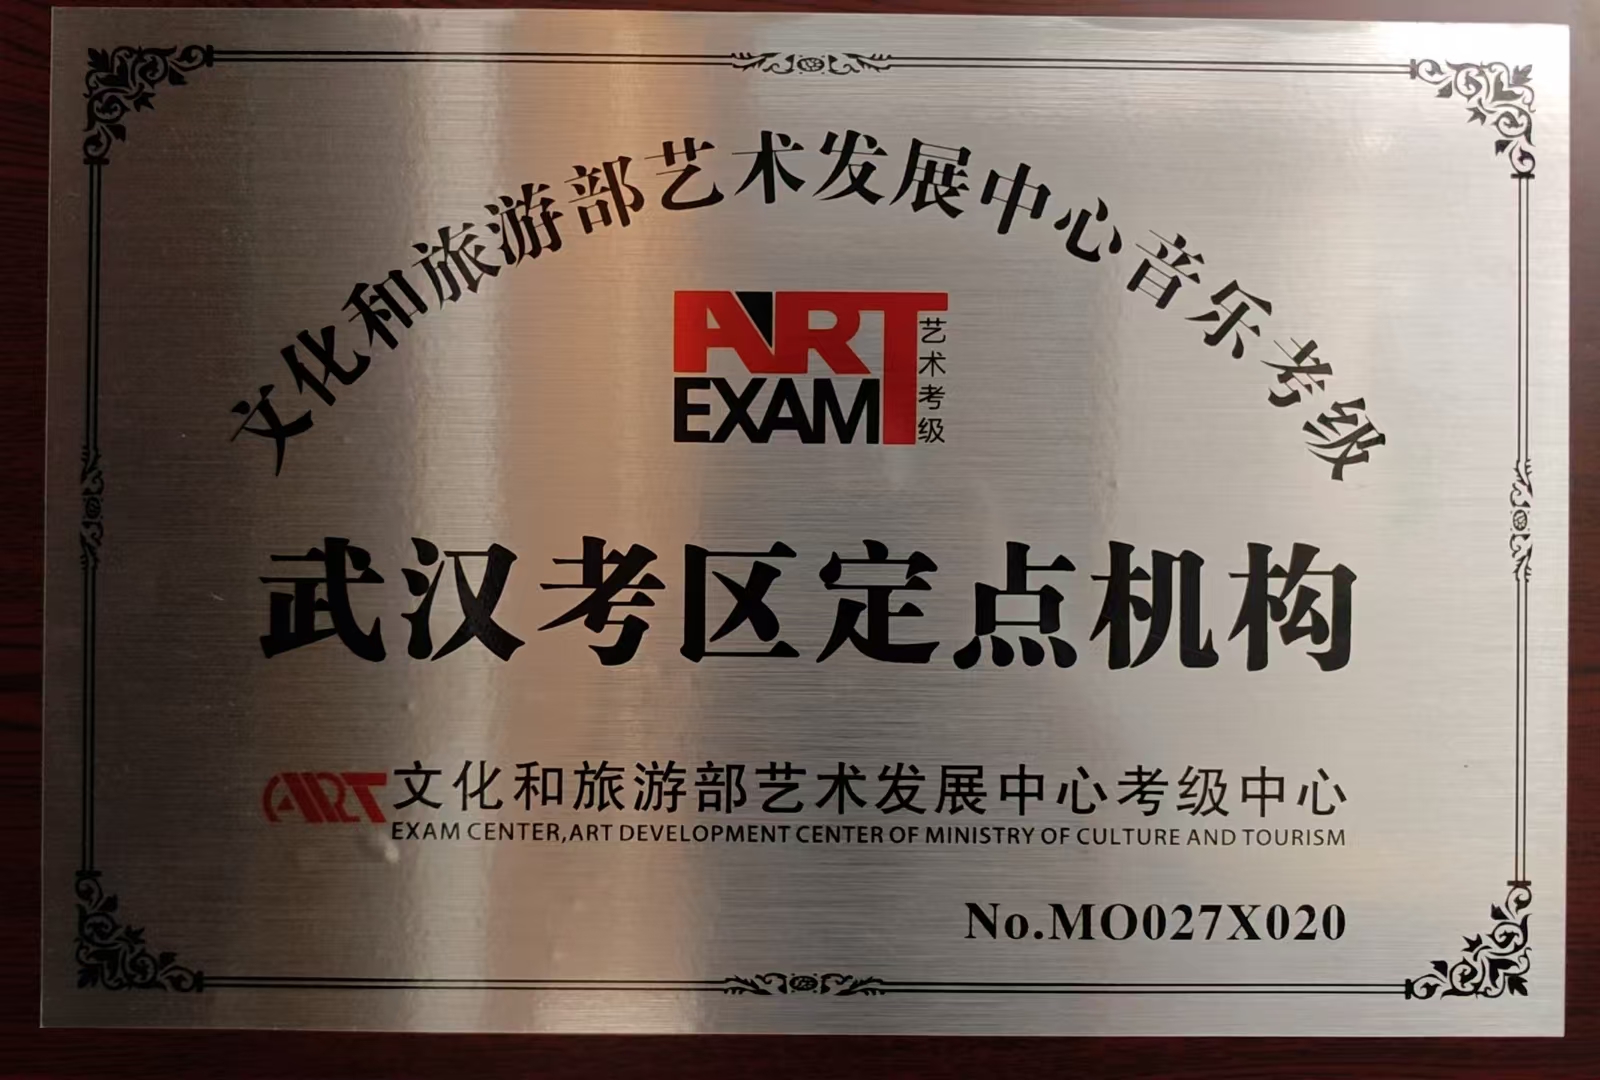 文化和旅游部艺术发展中心音乐考级
ART
EXAM
艺术考级
武汉考区定点机构
ART
文化和旅游部艺术发展中心考级中心
EXAM CENTER,ART DEVELOPMENT CENTER OF MINISTRY OF CULTURE AND TOURISM
No.MO027X020